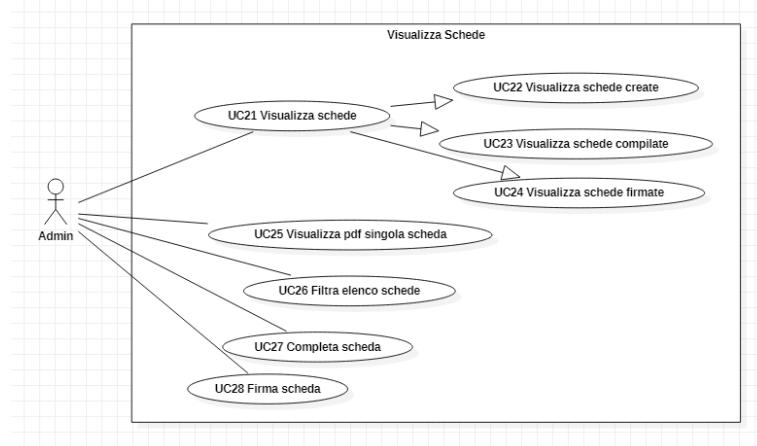 Visualizza Schede
UC22 Visualizza schede create
UC21 Visualizza schede
UC23 Visualizza schede compilate
UC24 Visualizza schede firmate
Admin
UC25 Visualizza pdf singola scheda
UC26 Filtra elenco schede
UC27 Completa scheda
UC28 Firma scheda